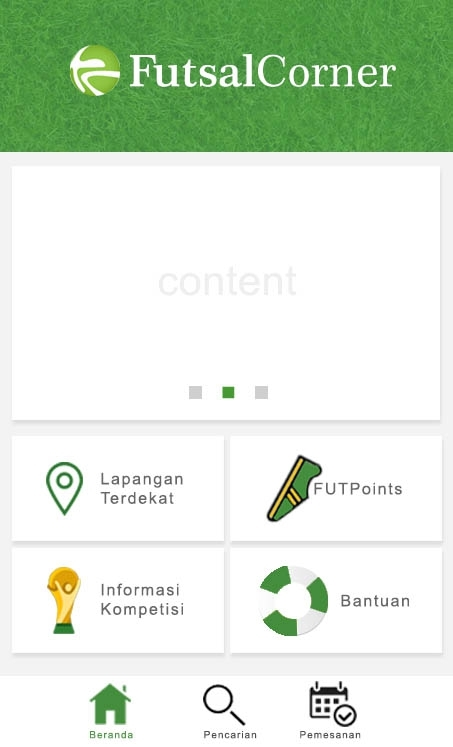 FutsalCorner
content
Lapangan
Terdekat
FUTPoints
Informasi
Kompetisi
Bantuan
Beranda
Pencarian
Pemesanan